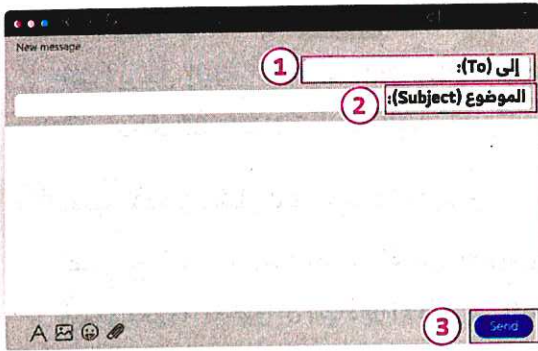 New message
1 إلى (To):
2 الموضوع (Subject):
A
3 Send